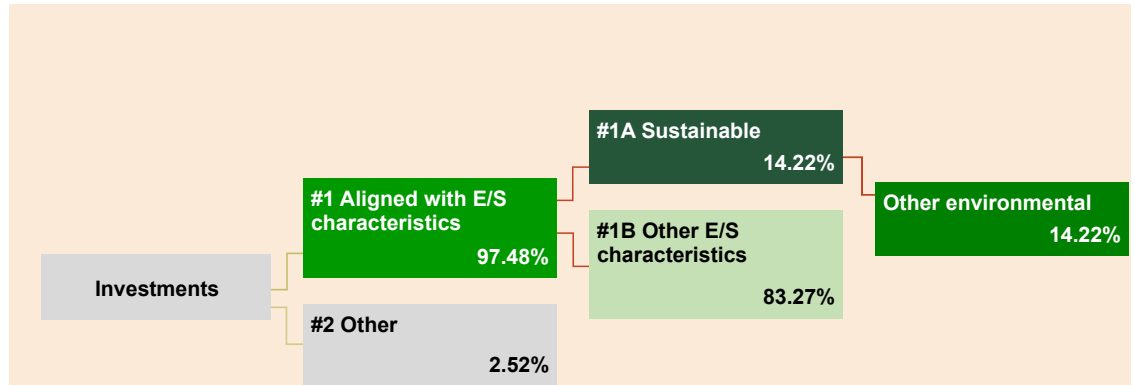 Investments
#1 Aligned with E/S
characteristics
97.48%
#2 Other
2.52%
#1A Sustainable
14.22%
#1B Other E/S
characteristics
83.27%
Other environmental
14.22%